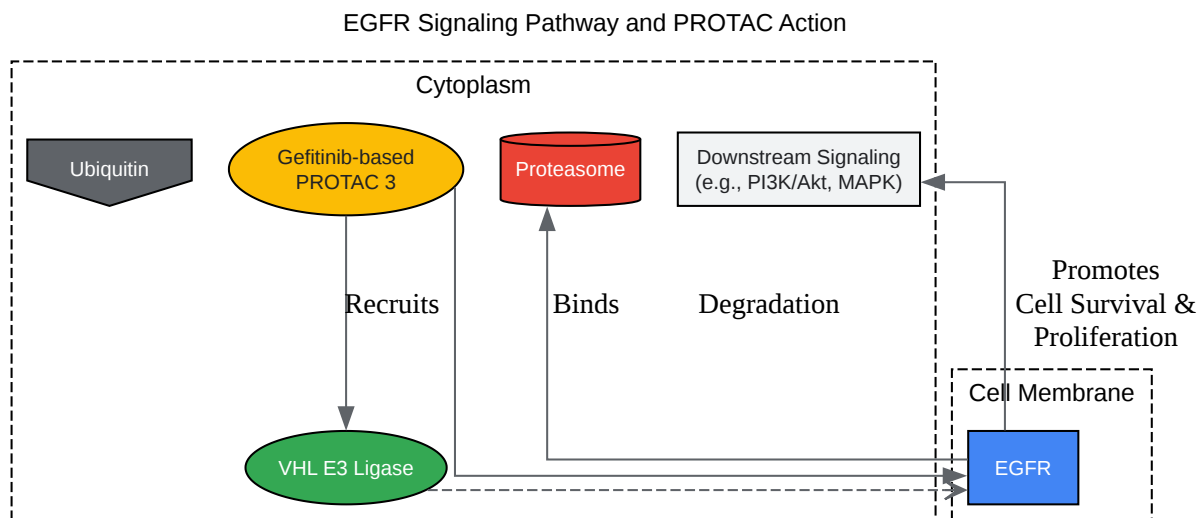 EGFR Signaling Pathway and PROTAC Action
Cytoplasm
Ubiquitin
Gefitinib-based
PROTAC 3
Proteasome
Downstream Signaling
(e.g., PI3K/Akt, MAPK)
Recruits
Binds
Degradation
Promotes
Cell Survival &
Proliferation
Cell Membrane
VHL E3 Ligase
EGFR